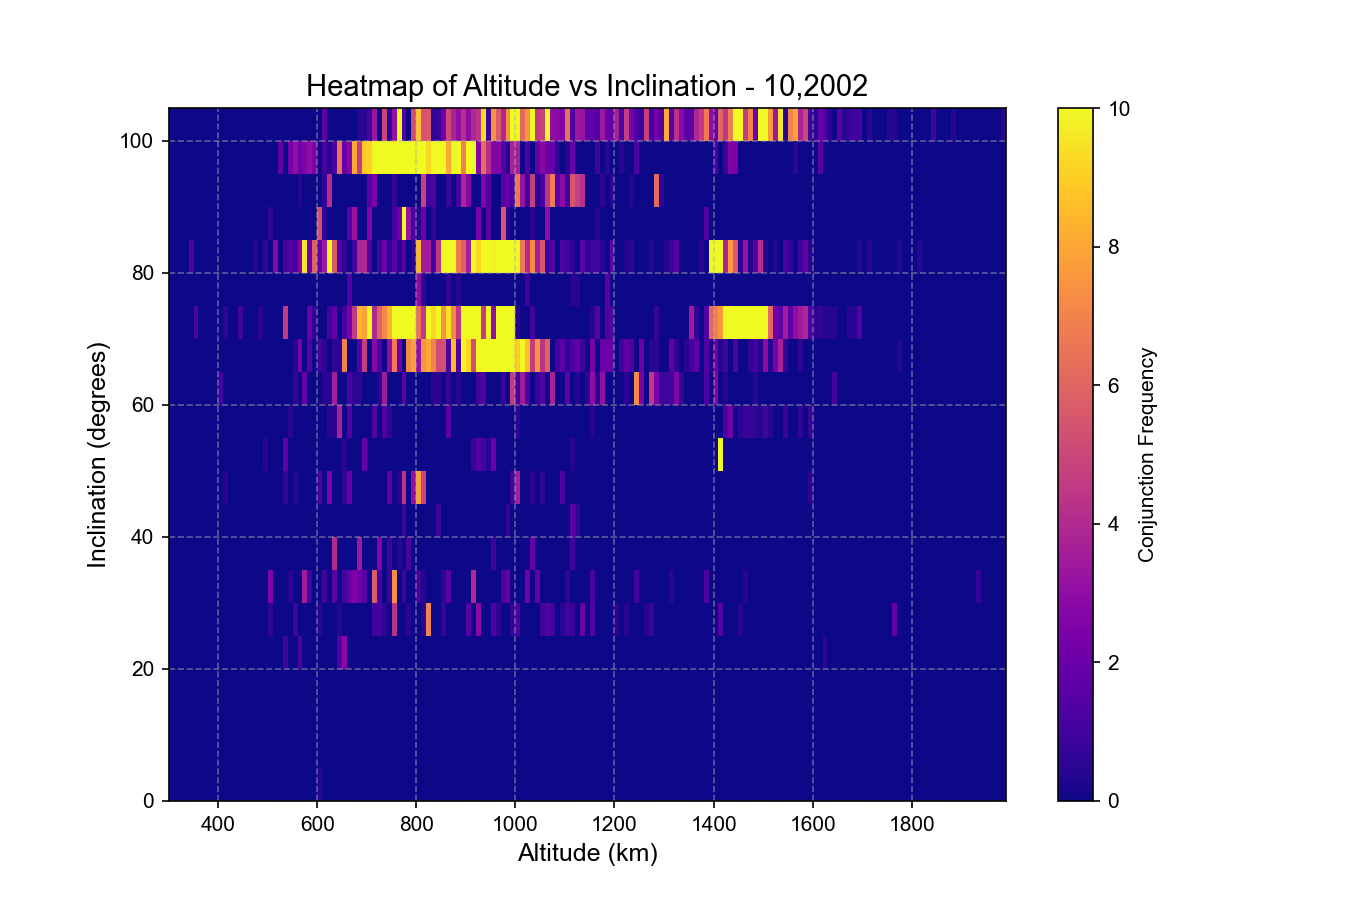 Heatmap of Altitude vs Inclination - 10,2002
Inclination (degrees)
100
80
60
40
20
0
400 600 800 1000 1200 1400 1600 1800
Altitude (km)
10
8
6
4
2
0
Conjunction Frequency